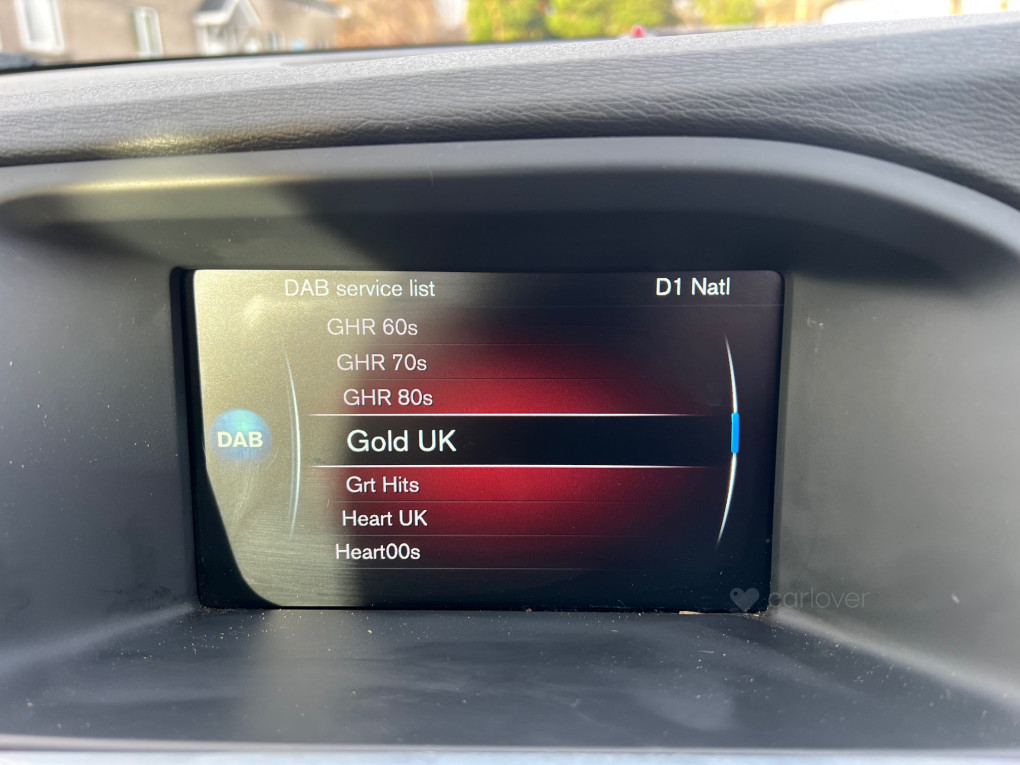 DAB service list D1 Natl
GHR 60s
GHR 70s
GHR 80s
DAB
Gold UK
Grt Hits
Heart UK
Heart00s
carlover